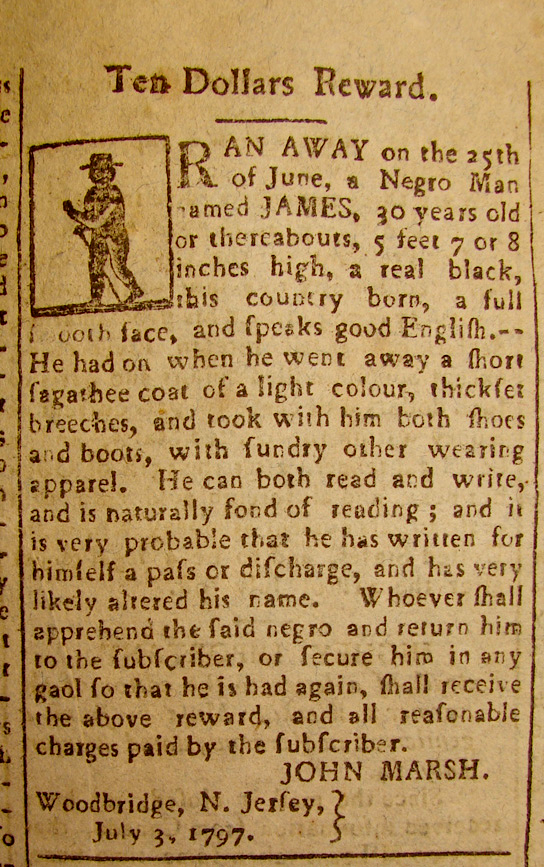 Ten Dollars Reward.
RAN AWAY on the 25th
of June, a Negro Man
named JAMES, 30 years old
or thereabouts, 5 feet 7 or 8
inches high, a real black,
this country born, a full
ſmooth face, and ſpeaks good Engliſh.--
He had on when he went away a ſhort
ſagathee coat of a light colour, thickſet
breeches, and took with him both ſhoes
and boots, with ſundry other wearing
apparel. He can both read and write,
and is naturally fond of reading; and it
is very probable that he has written for
himſelf a paſs or diſcharge, and has very
likely altered his name. Whoever ſhall
apprehend the ſaid negro and return him
to the ſubſcriber, or ſecure him in any
gaol ſo that he is had again, ſhall receive
the above reward, and all reaſonable
charges paid by the ſubſcriber.
JOHN MARSH.
Woodbridge, N. Jerſey,
July 3, 1797.